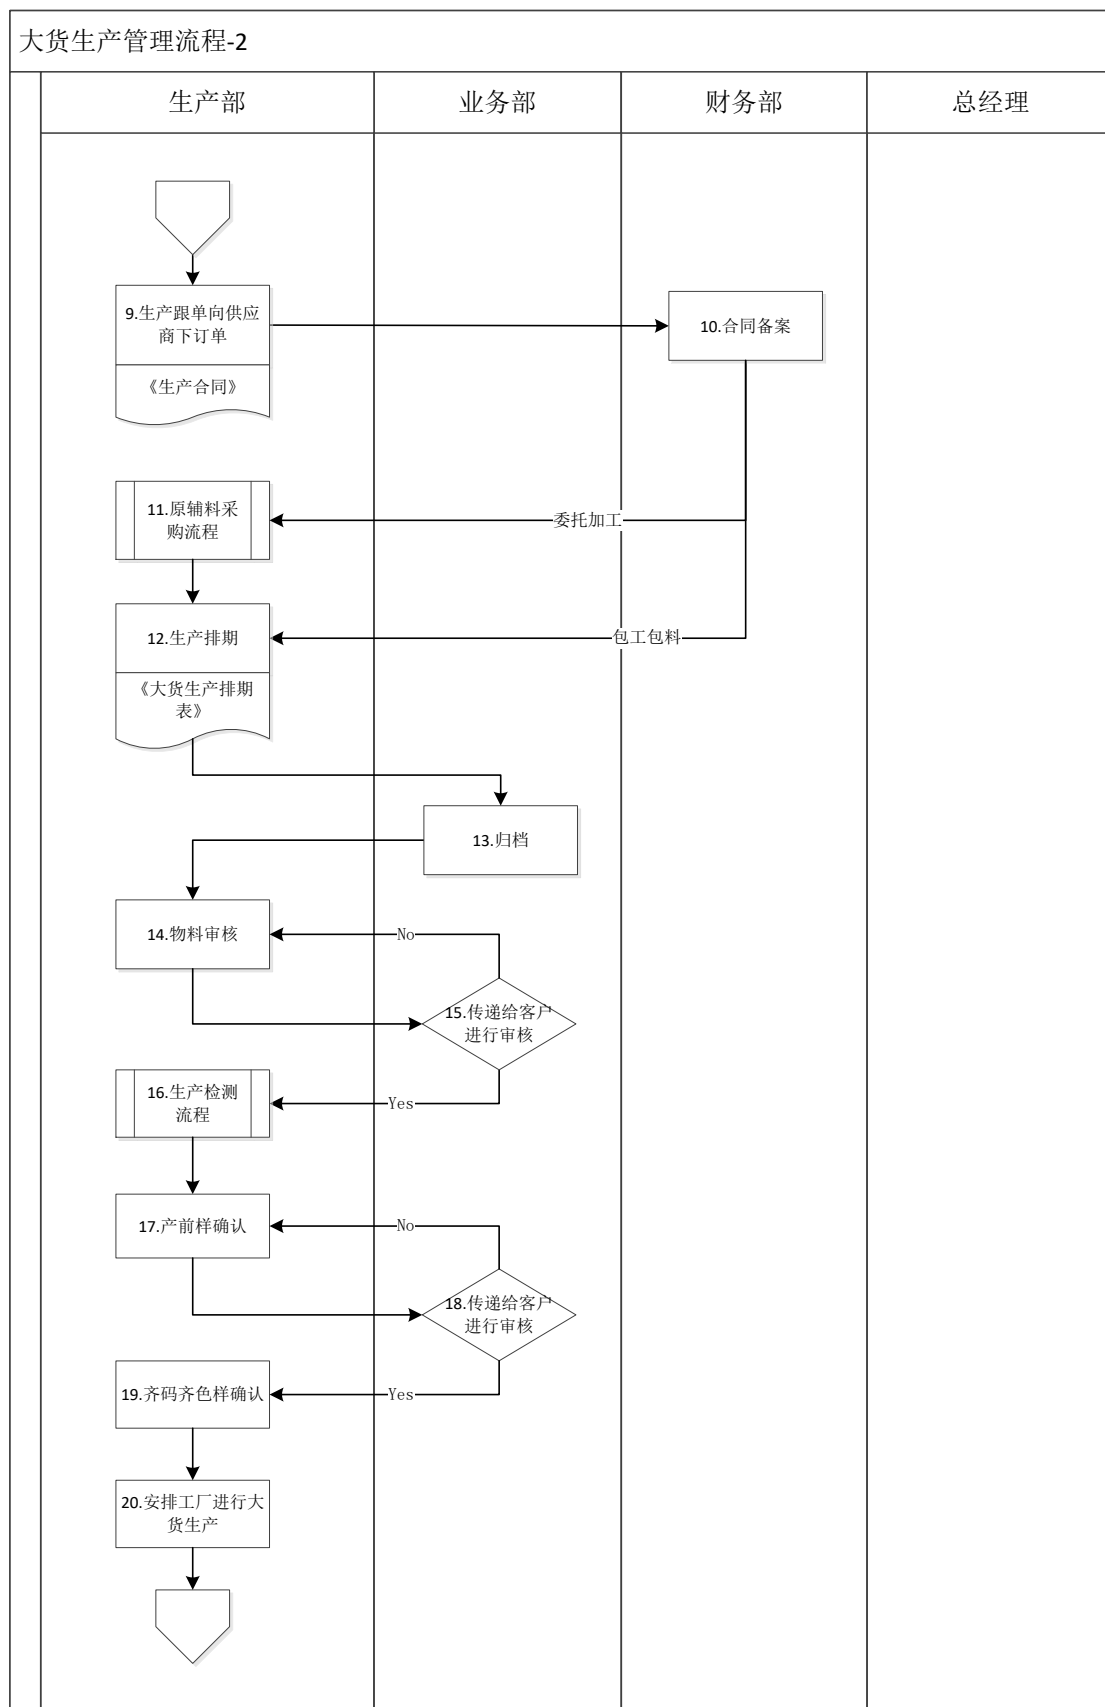 大货生产管理流程-2
生产部
业务部
财务部
总经理
9.生产跟单向供应
商下订单
《生产合同》
10.合同备案
11.原辅料采
购流程
委托加工
12.生产排期
包工包料
《大货生产排期
表》
13.归档
14.物料审核
No
15.传递给客户
进行审核
16.生产检测
流程
Yes
17.产前样确认
No
18.传递给客户
进行审核
19.齐码齐色样确认
Yes
20.安排工厂进行大
货生产